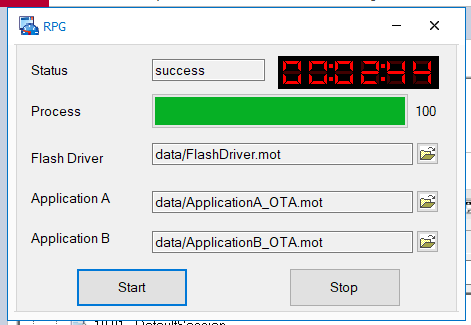 RPG
Status
success
00:02:44
Process
100
Flash Driver
data/FlashDriver.mot
Application A
data/ApplicationA_OTA.mot
Application B
data/ApplicationB_OTA.mot
Start
Stop